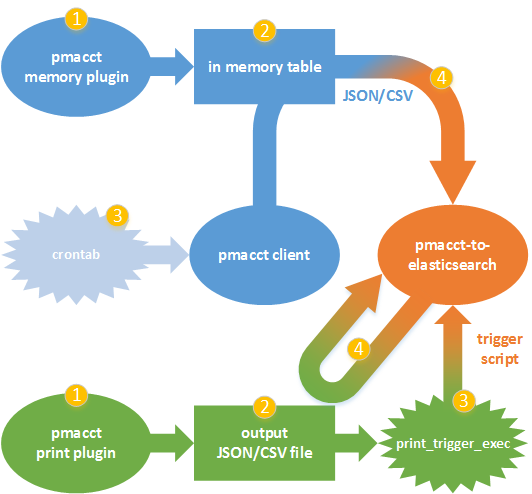 1
pmacct
memory plugin
2
in memory table
4
JSON/CSV
3
crontab
pmacct client
pmacct-to-
elasticsearch
4
trigger
script
1
pmacct
print plugin
2
output
JSON/CSV file
3
print_trigger_exec